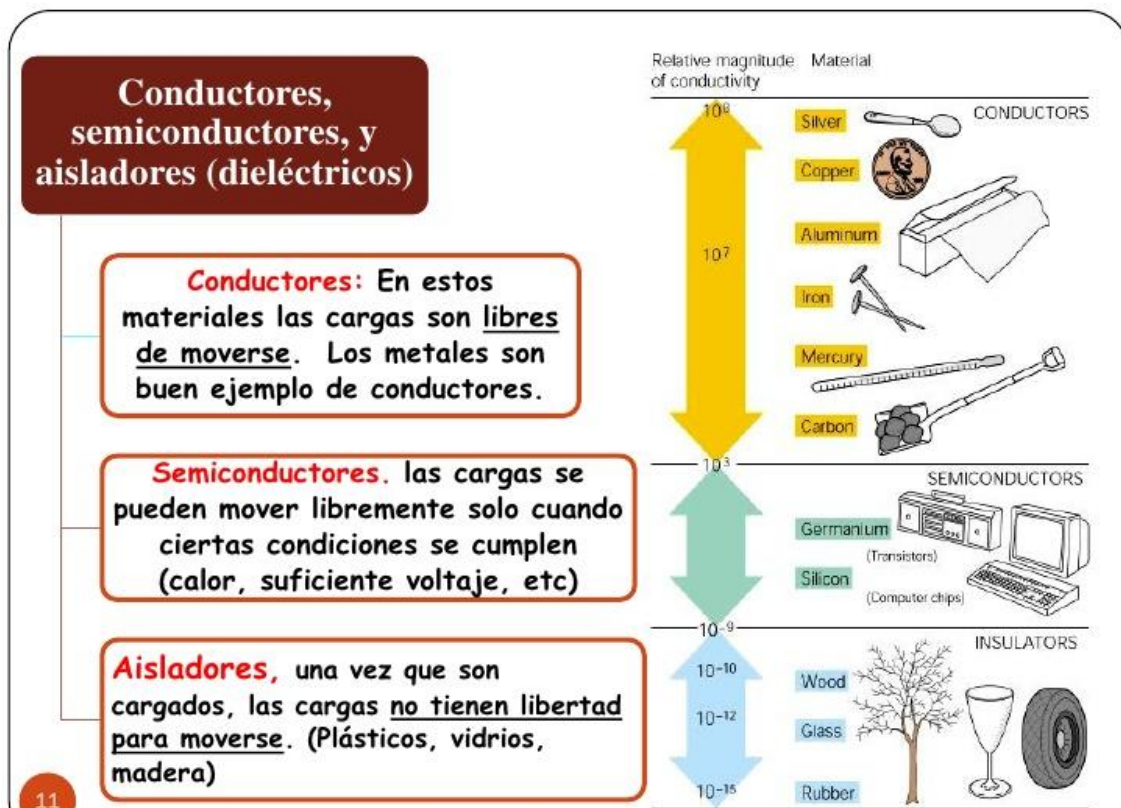 Conductores,
semiconductores, y
aisladores (dieléctricos)
Conductores: En estos
materiales las cargas son libres
de moverse. Los metales son
buen ejemplo de conductores.
Semiconductores. las cargas se
pueden mover libremente solo cuando
ciertas condiciones se cumplen
(calor, suficiente voltaje, etc)
Aisladores, una vez que son
cargados, las cargas no tienen libertad
para moverse. (Plásticos, vidrios,
madera)
11
Relative magnitude Material
of conductivity
10⁸
CONDUCTORS
Silver
Copper
Aluminum
10⁷
Iron
Mercury
Carbon
10³
SEMICONDUCTORS
Germanium
(Transistors)
Silicon
(Computer chips)
10⁻⁹
INSULATORS
10⁻¹⁰
Wood
10⁻¹²
Glass
10⁻¹⁵
Rubber